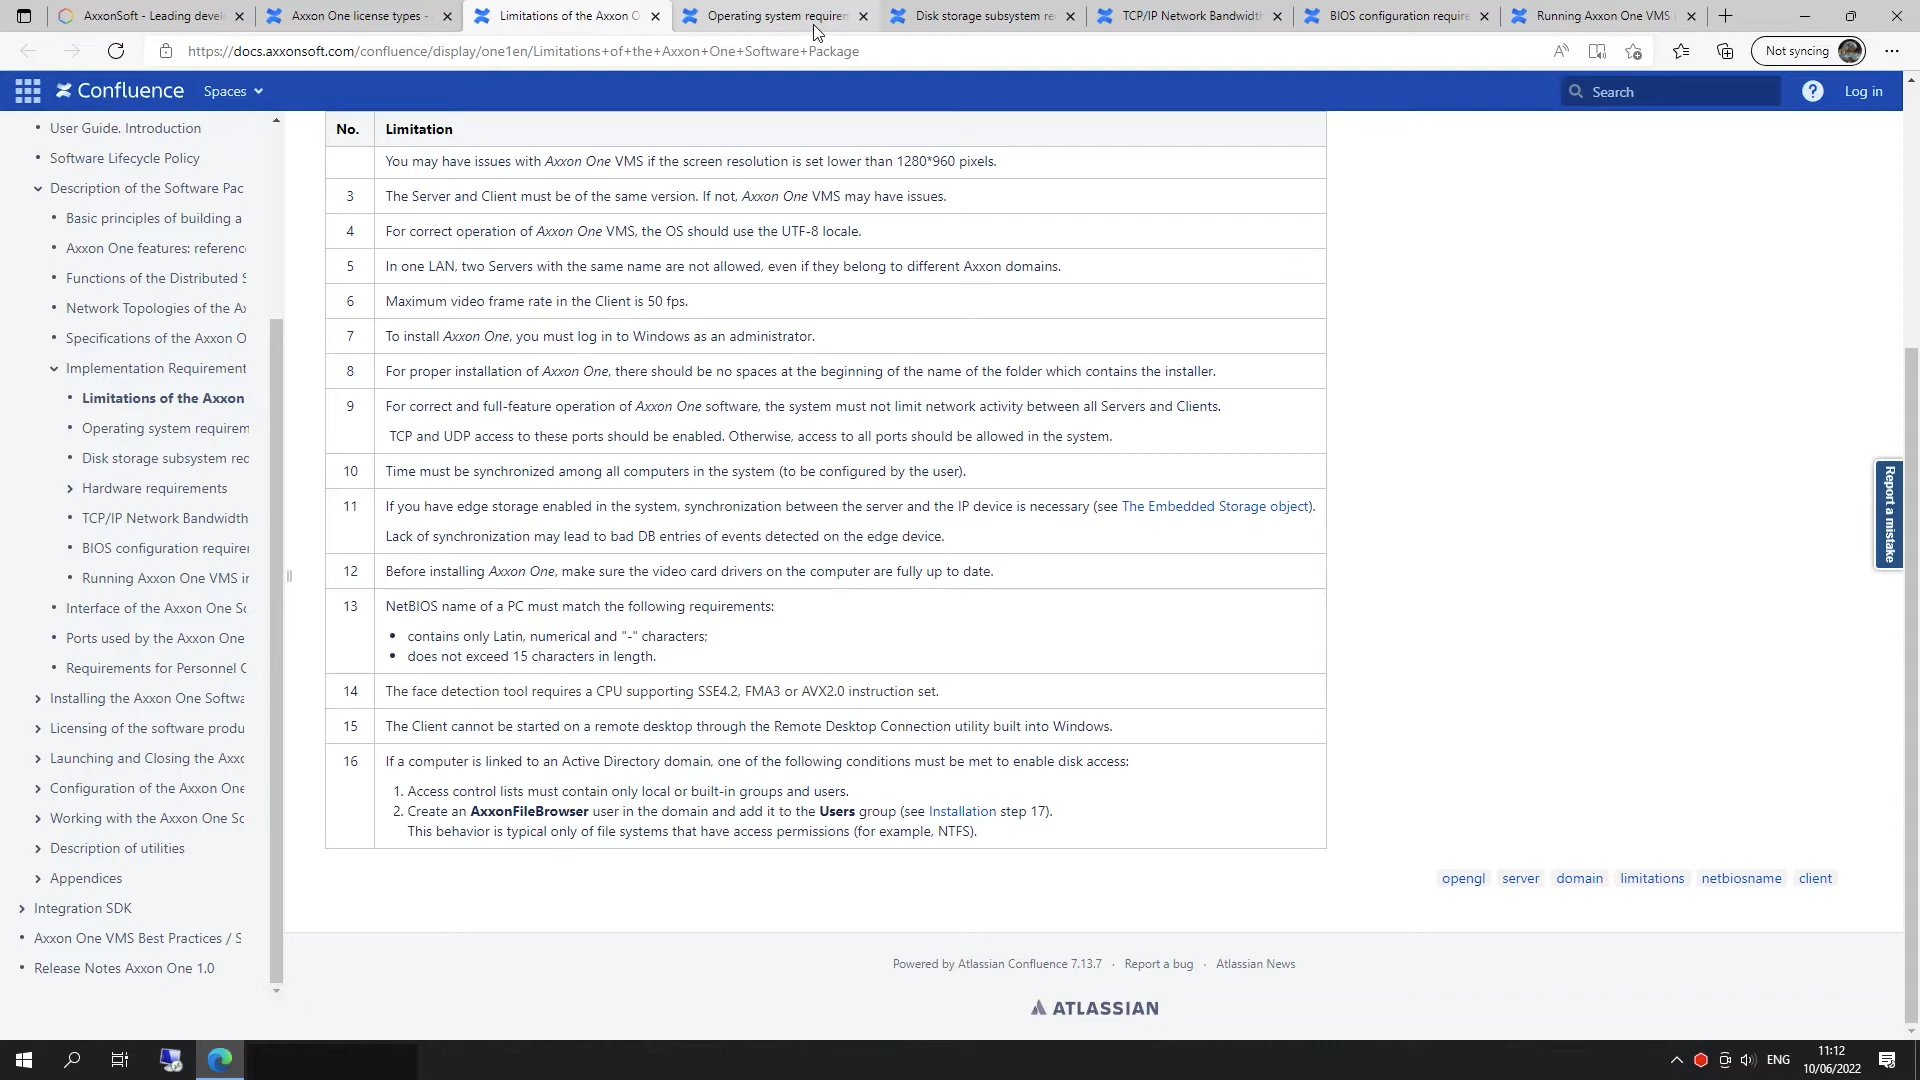 AxxonSoft - Leading devel
Axxon One license types -
Limitations of the Axxon O
Operating system requirem
Disk storage subsystem re
TCP/IP Network Bandwidth
BIOS configuration require
Running Axxon One VMS i
https://docs.axxonsoft.com/confluence/display/one1en/Limitations+of+the+Axxon+One+Software+Package
Not syncing
Confluence
Spaces
Search
Log in
User Guide. Introduction
Software Lifecycle Policy
Description of the Software Pac
Basic principles of building a
Axxon One features: referenc
Functions of the Distributed S
Network Topologies of the Ax
Specifications of the Axxon O
Implementation Requirement
Limitations of the Axxon
Operating system requirem
Disk storage subsystem rec
Hardware requirements
TCP/IP Network Bandwidth
BIOS configuration requirer
Running Axxon One VMS ir
Interface of the Axxon One So
Ports used by the Axxon One
Requirements for Personnel C
Installing the Axxon One Softwa
Licensing of the software produ
Launching and Closing the Axxo
Configuration of the Axxon One
Working with the Axxon One So
Description of utilities
Appendices
Integration SDK
Axxon One VMS Best Practices / S
Release Notes Axxon One 1.0
No. Limitation
You may have issues with Axxon One VMS if the screen resolution is set lower than 1280*960 pixels.
3 The Server and Client must be of the same version. If not, Axxon One VMS may have issues.
4 For correct operation of Axxon One VMS, the OS should use the UTF-8 locale.
5 In one LAN, two Servers with the same name are not allowed, even if they belong to different Axxon domains.
6 Maximum video frame rate in the Client is 50 fps.
7 To install Axxon One, you must log in to Windows as an administrator.
8 For proper installation of Axxon One, there should be no spaces at the beginning of the name of the folder which contains the installer.
9 For correct and full-feature operation of Axxon One software, the system must not limit network activity between all Servers and Clients.
TCP and UDP access to these ports should be enabled. Otherwise, access to all ports should be allowed in the system.
10 Time must be synchronized among all computers in the system (to be configured by the user).
11 If you have edge storage enabled in the system, synchronization between the server and the IP device is necessary (see The Embedded Storage object).
Lack of synchronization may lead to bad DB entries of events detected on the edge device.
12 Before installing Axxon One, make sure the video card drivers on the computer are fully up to date.
13 NetBIOS name of a PC must match the following requirements:
• contains only Latin, numerical and "-" characters;
• does not exceed 15 characters in length.
14 The face detection tool requires a CPU supporting SSE4.2, FMA3 or AVX2.0 instruction set.
15 The Client cannot be started on a remote desktop through the Remote Desktop Connection utility built into Windows.
16 If a computer is linked to an Active Directory domain, one of the following conditions must be met to enable disk access:
1. Access control lists must contain only local or built-in groups and users.
2. Create an AxxonFileBrowser user in the domain and add it to the Users group (see Installation step 17).
This behavior is typical only of file systems that have access permissions (for example, NTFS).
opengl server domain limitations netbiosname client
Report a mistake
Powered by Atlassian Confluence 7.13.7 · Report a bug · Atlassian News
ATLASSIAN
ENG
11:12
10/06/2022